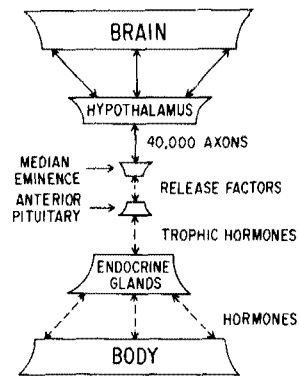 BRAIN
HYPOTHALAMUS
40,000 AXONS
MEDIAN
EMINENCE
RELEASE FACTORS
ANTERIOR
PITUITARY
TROPHIC HORMONES
ENDOCRINE
GLANDS
HORMONES
BODY